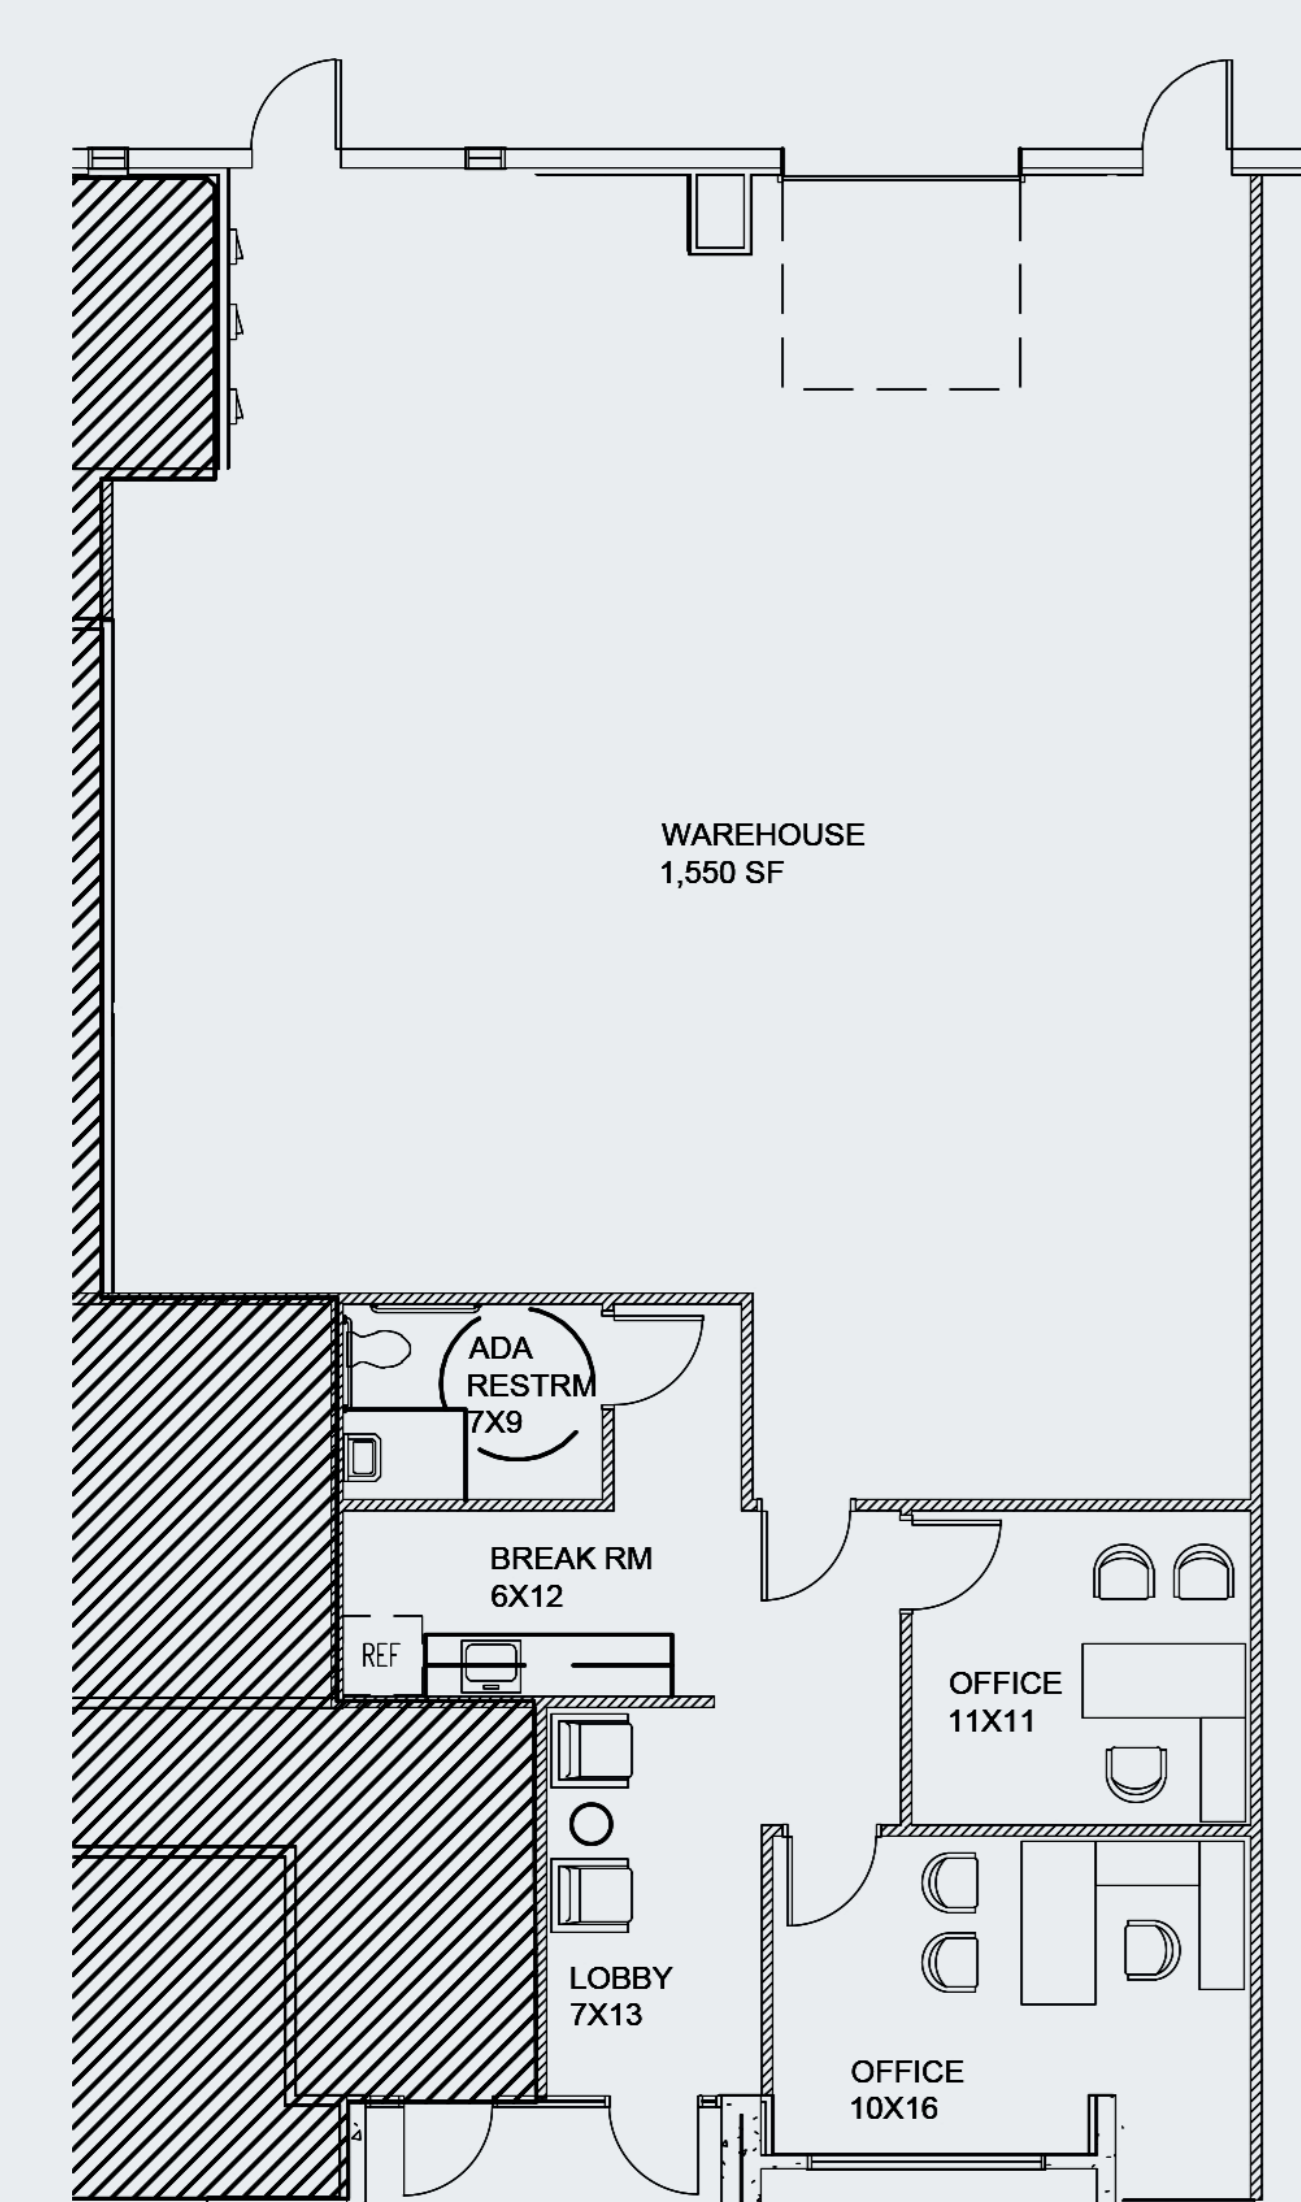 WAREHOUSE
1,550 SF
ADA
RESTRM
7X9
BREAK RM
6X12
REF
OFFICE
11X11
LOBBY
7X13
OFFICE
10X16